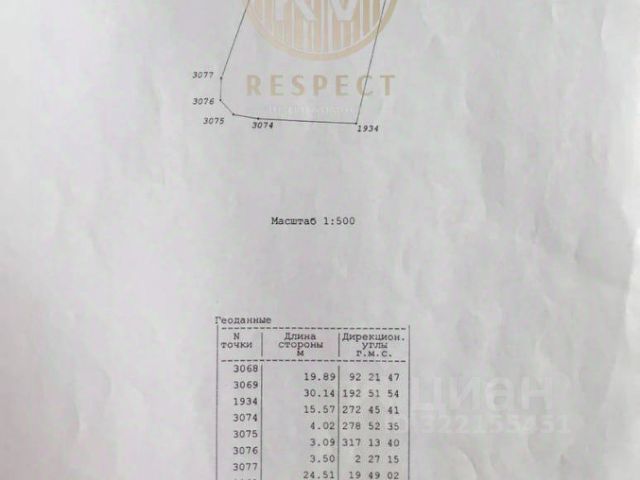 RESPECT
3077
3076
3075
3074
1934
Масштаб 1:500
Геоданные
N Длина Дирекцион.
точки стороны углы
м г.м.с.
3068
19.89 92 21 47
3069
30.14 192 51 54
1934
15.57 272 45 41
3074
4.02 278 52 35
3075
3.09 317 13 40
3076
3.50 2 27 15
3077
24.51 19 49 02
циан
322155451